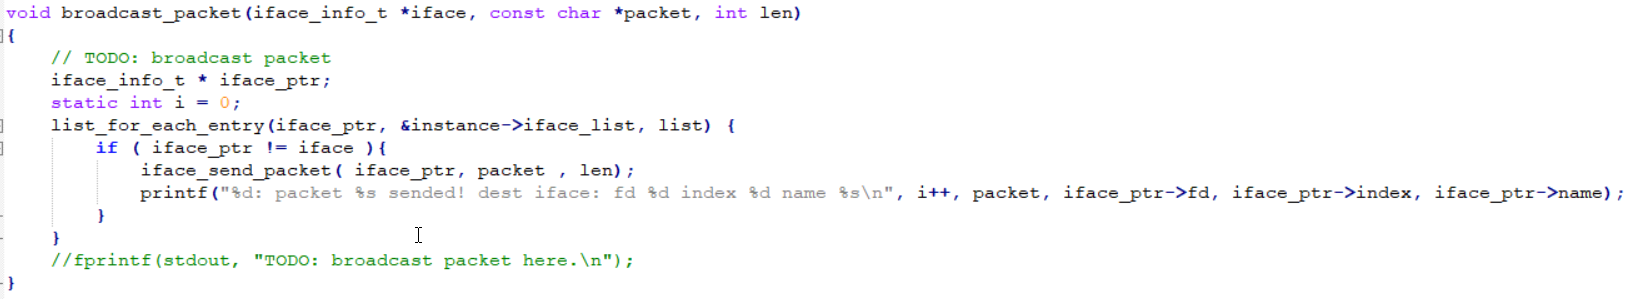 void broadcast_packet(iface_info_t *iface, const char *packet, int len)
{
    // TODO: broadcast packet
    iface_info_t * iface_ptr;
    static int i = 0;
    list_for_each_entry(iface_ptr, &instance->iface_list, list) {
        if ( iface_ptr != iface ){
            iface_send_packet( iface_ptr, packet , len);
            printf("%d: packet %s sended! dest iface: fd %d index %d name %s\n", i++, packet, iface_ptr->fd, iface_ptr->index, iface_ptr->name);
        }
    }
    //fprintf(stdout, "TODO: broadcast packet here.\n");
}